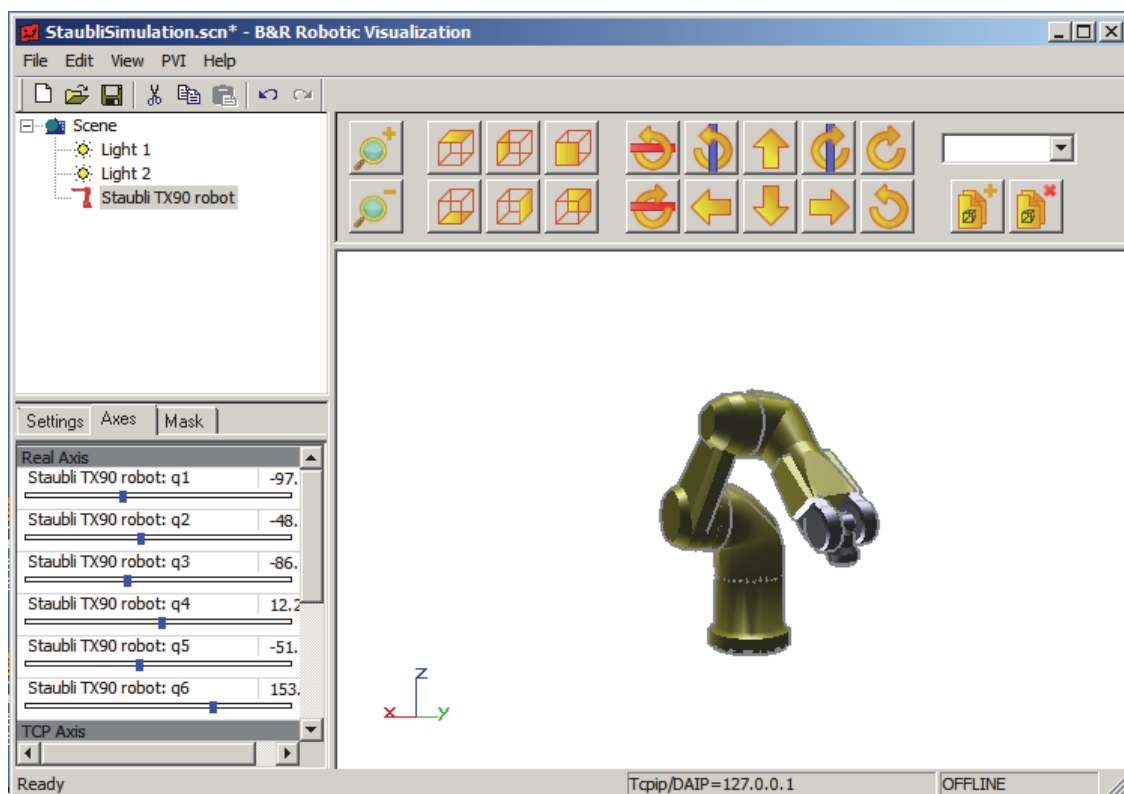 StaubliSimulation.scn* - B&R Robotic Visualization
File Edit View PVI Help
Scene
Light 1
Light 2
Staubli TX90 robot
Settings Axes Mask
Real Axis
Staubli TX90 robot: q1 -97.
Staubli TX90 robot: q2 -48.
Staubli TX90 robot: q3 -86.
Staubli TX90 robot: q4 12.2
Staubli TX90 robot: q5 -51.
Staubli TX90 robot: q6 153.
TCP Axis
Z
X Y
Ready Tcpip/DAIP=127.0.0.1 OFFLINE